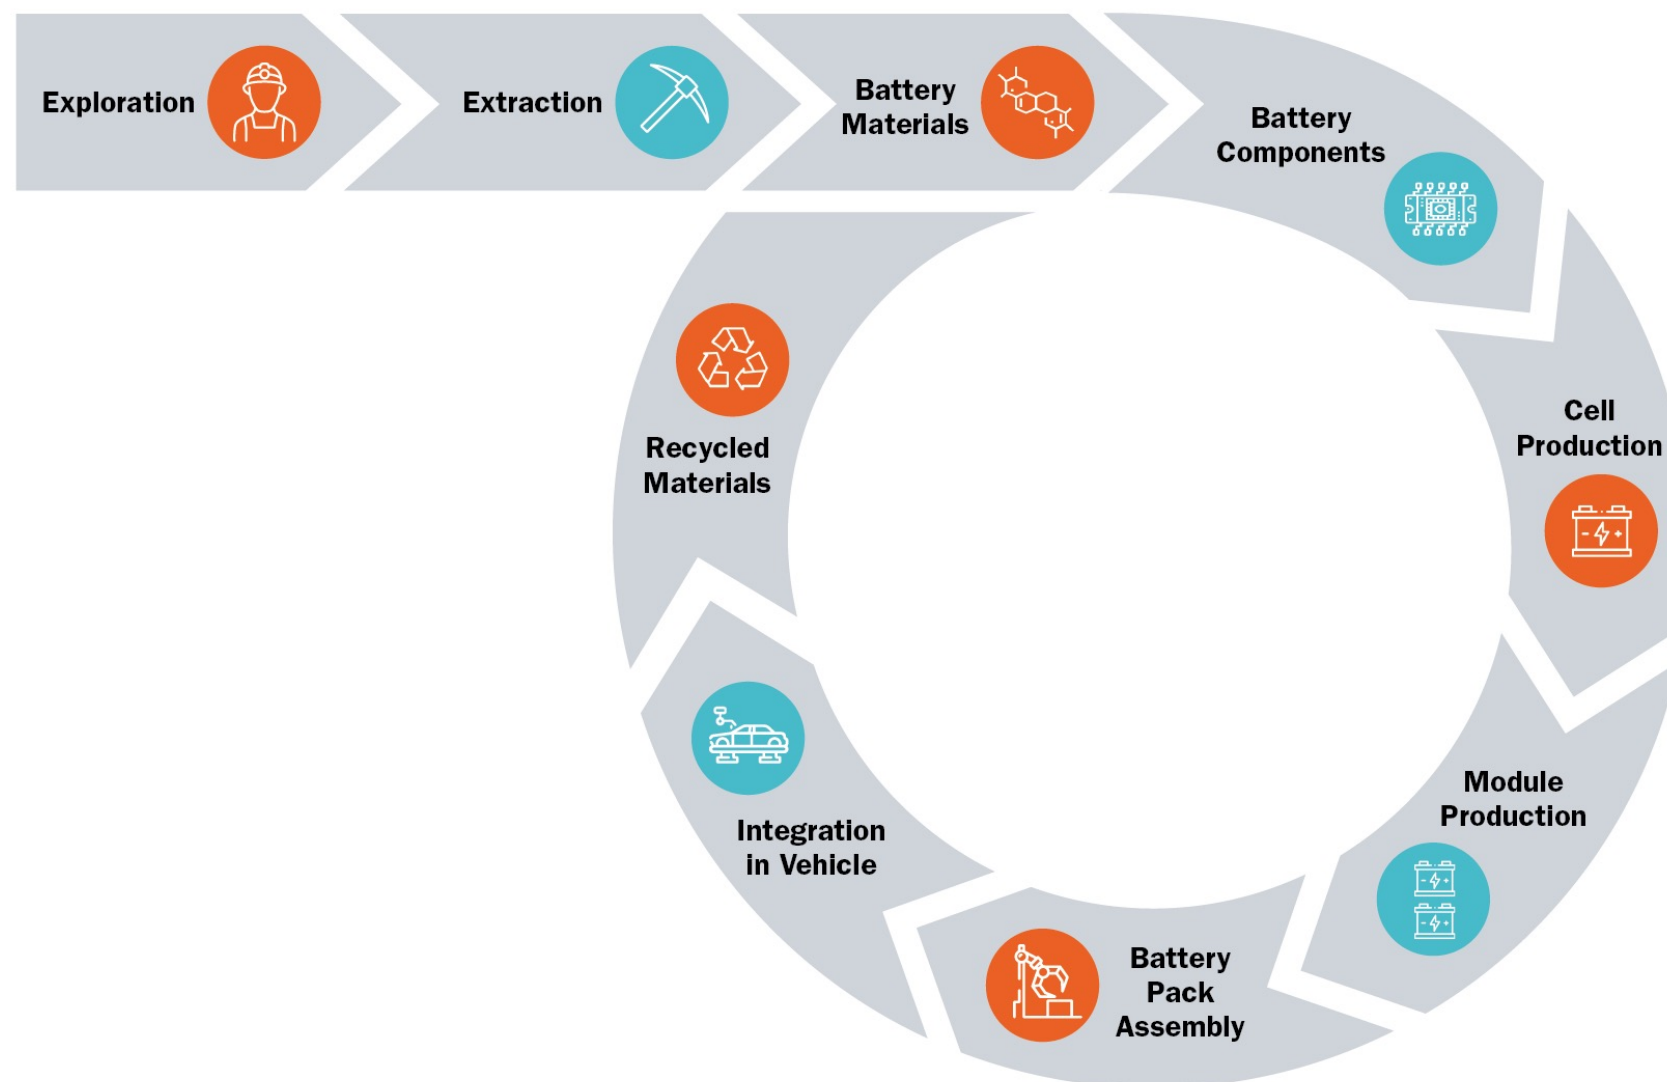 Exploration
Extraction
Battery
Materials
Battery
Components
Cell
Production
Module
Production
Battery
Pack
Assembly
Integration
in Vehicle
Recycled
Materials